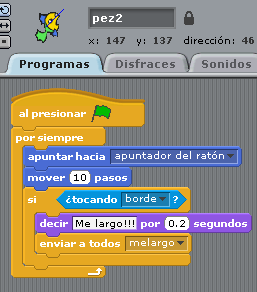 pez2
x: 147 y: 137 dirección: 46
Programas Disfraces Sonidos
al presionar
por siempre
apuntar hacia apuntador del ratón
mover 10 pasos
si ¿tocando borde ?
decir Me largo!!! por 0.2 segundos
enviar a todos melargo